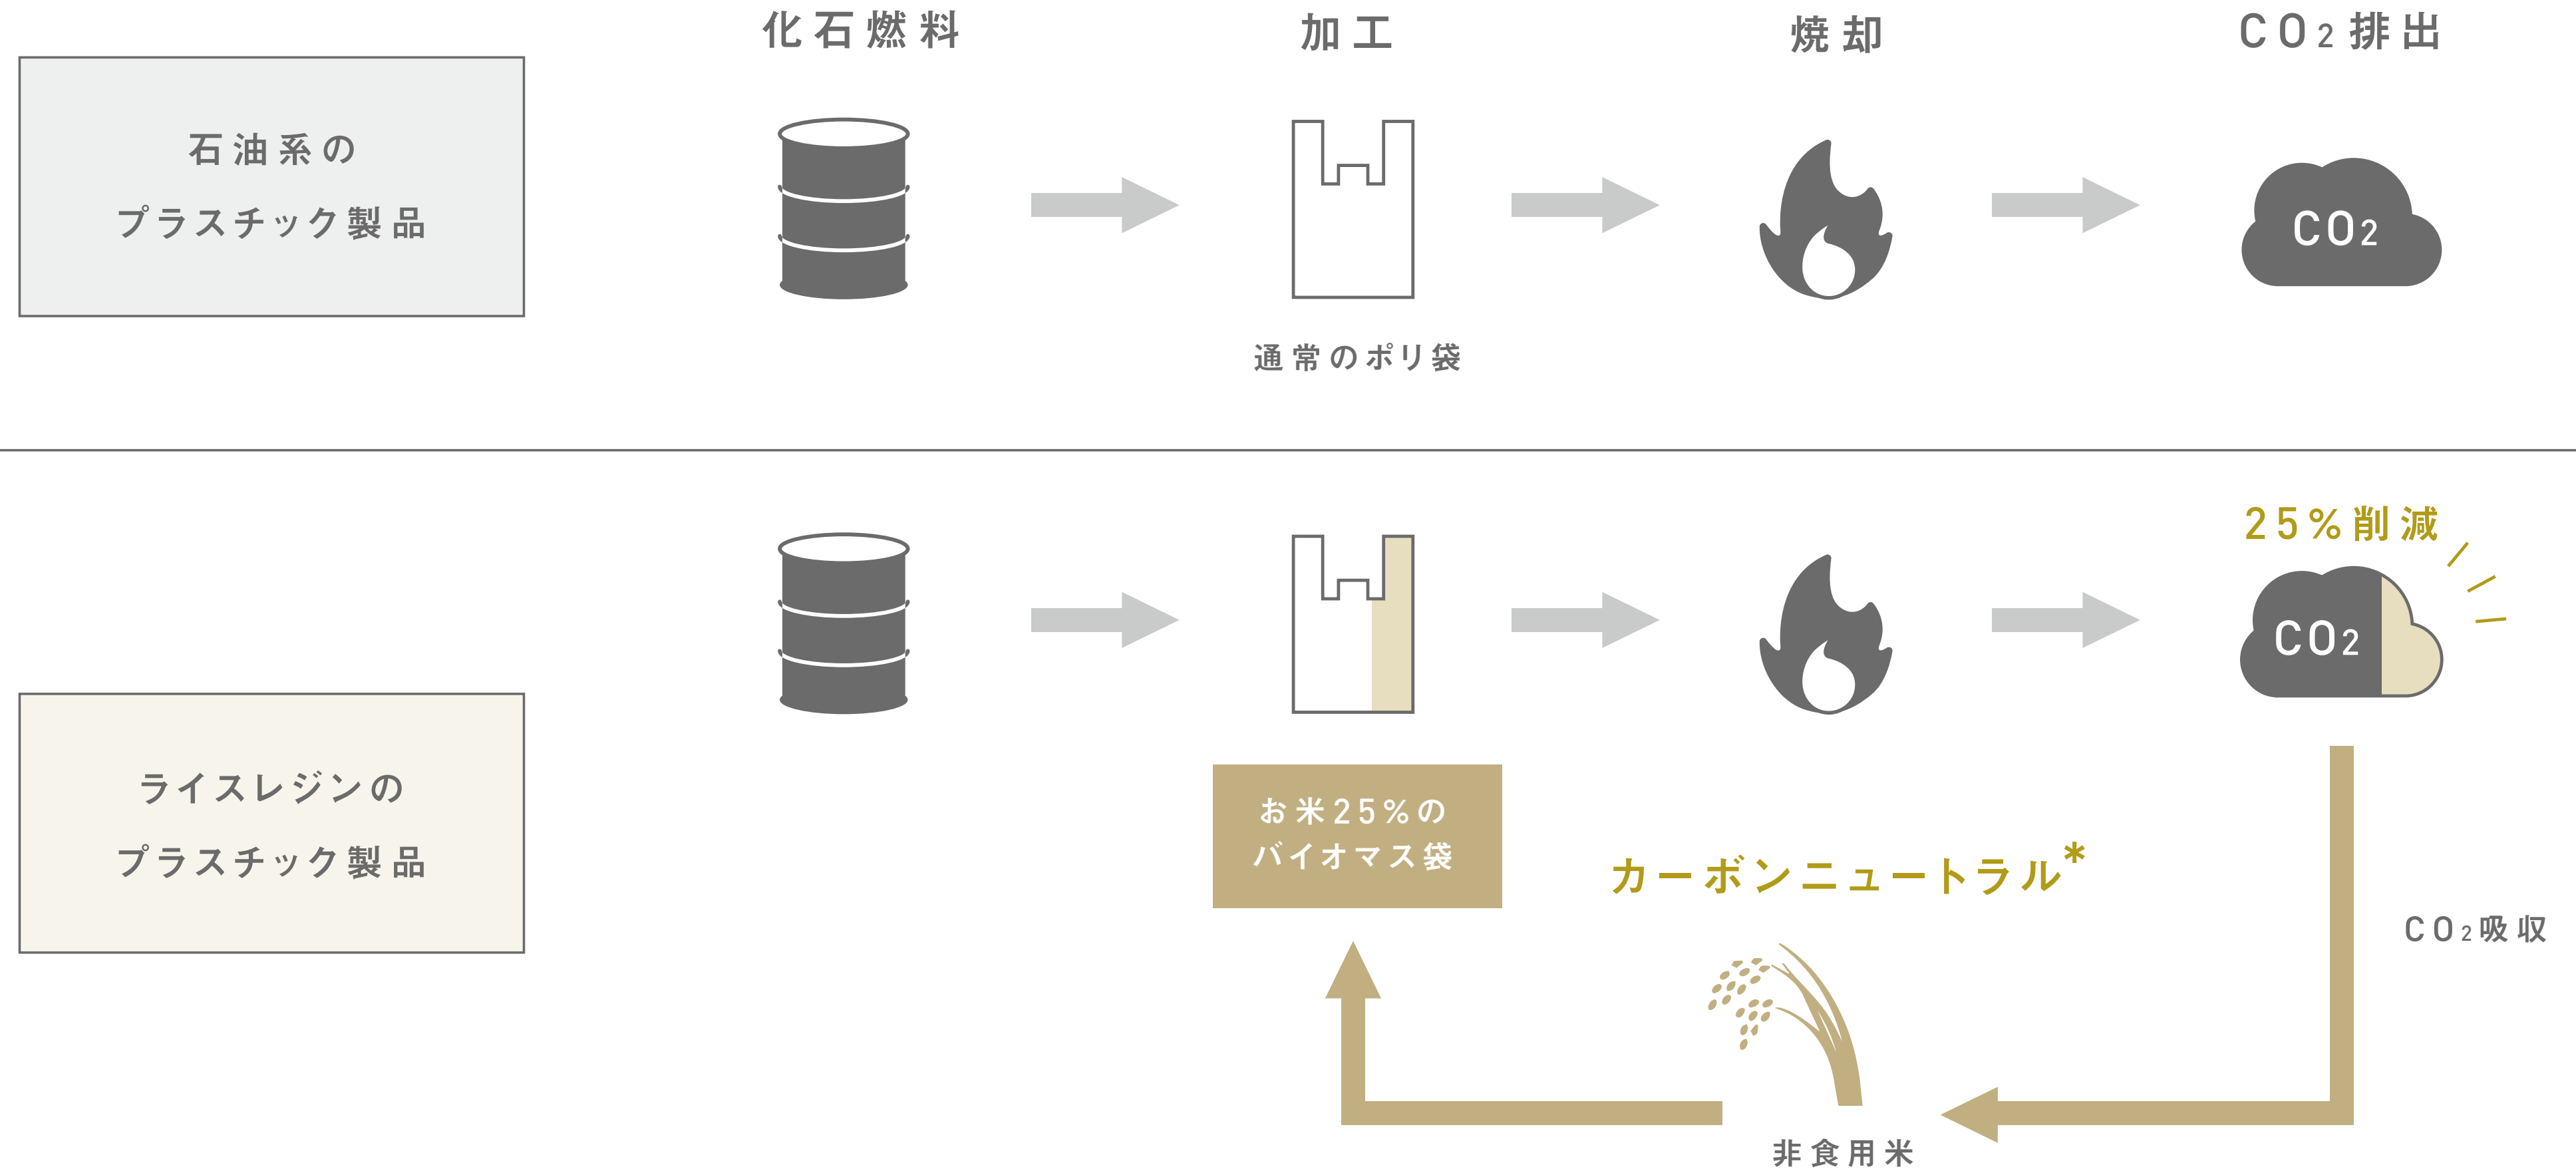 化石燃料
加工
焼却
CO2排出
石油系の
プラスチック製品
CO2
通常のポリ袋
25%削減
CO2
ライスレジンの
プラスチック製品
お米25%の
バイオマス袋
カーボンニュートラル*
CO2吸収
非食用米